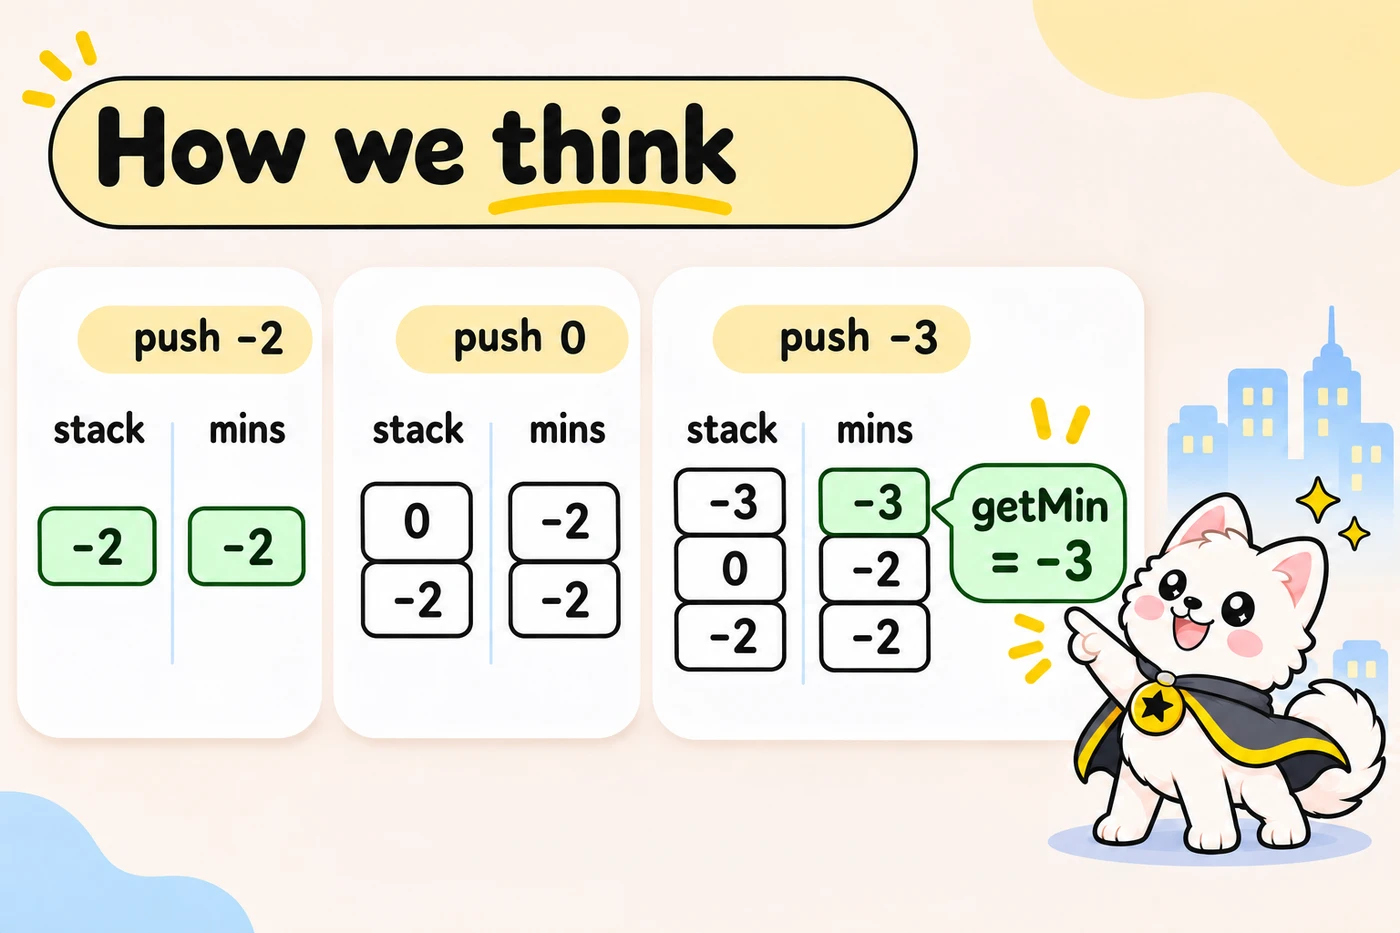 How we think
push -2
stack mins
-2 -2
push 0
stack mins
0 -2
-2 -2
push -3
stack mins
-3 -3
0 -2
-2 -2
getMin
= -3